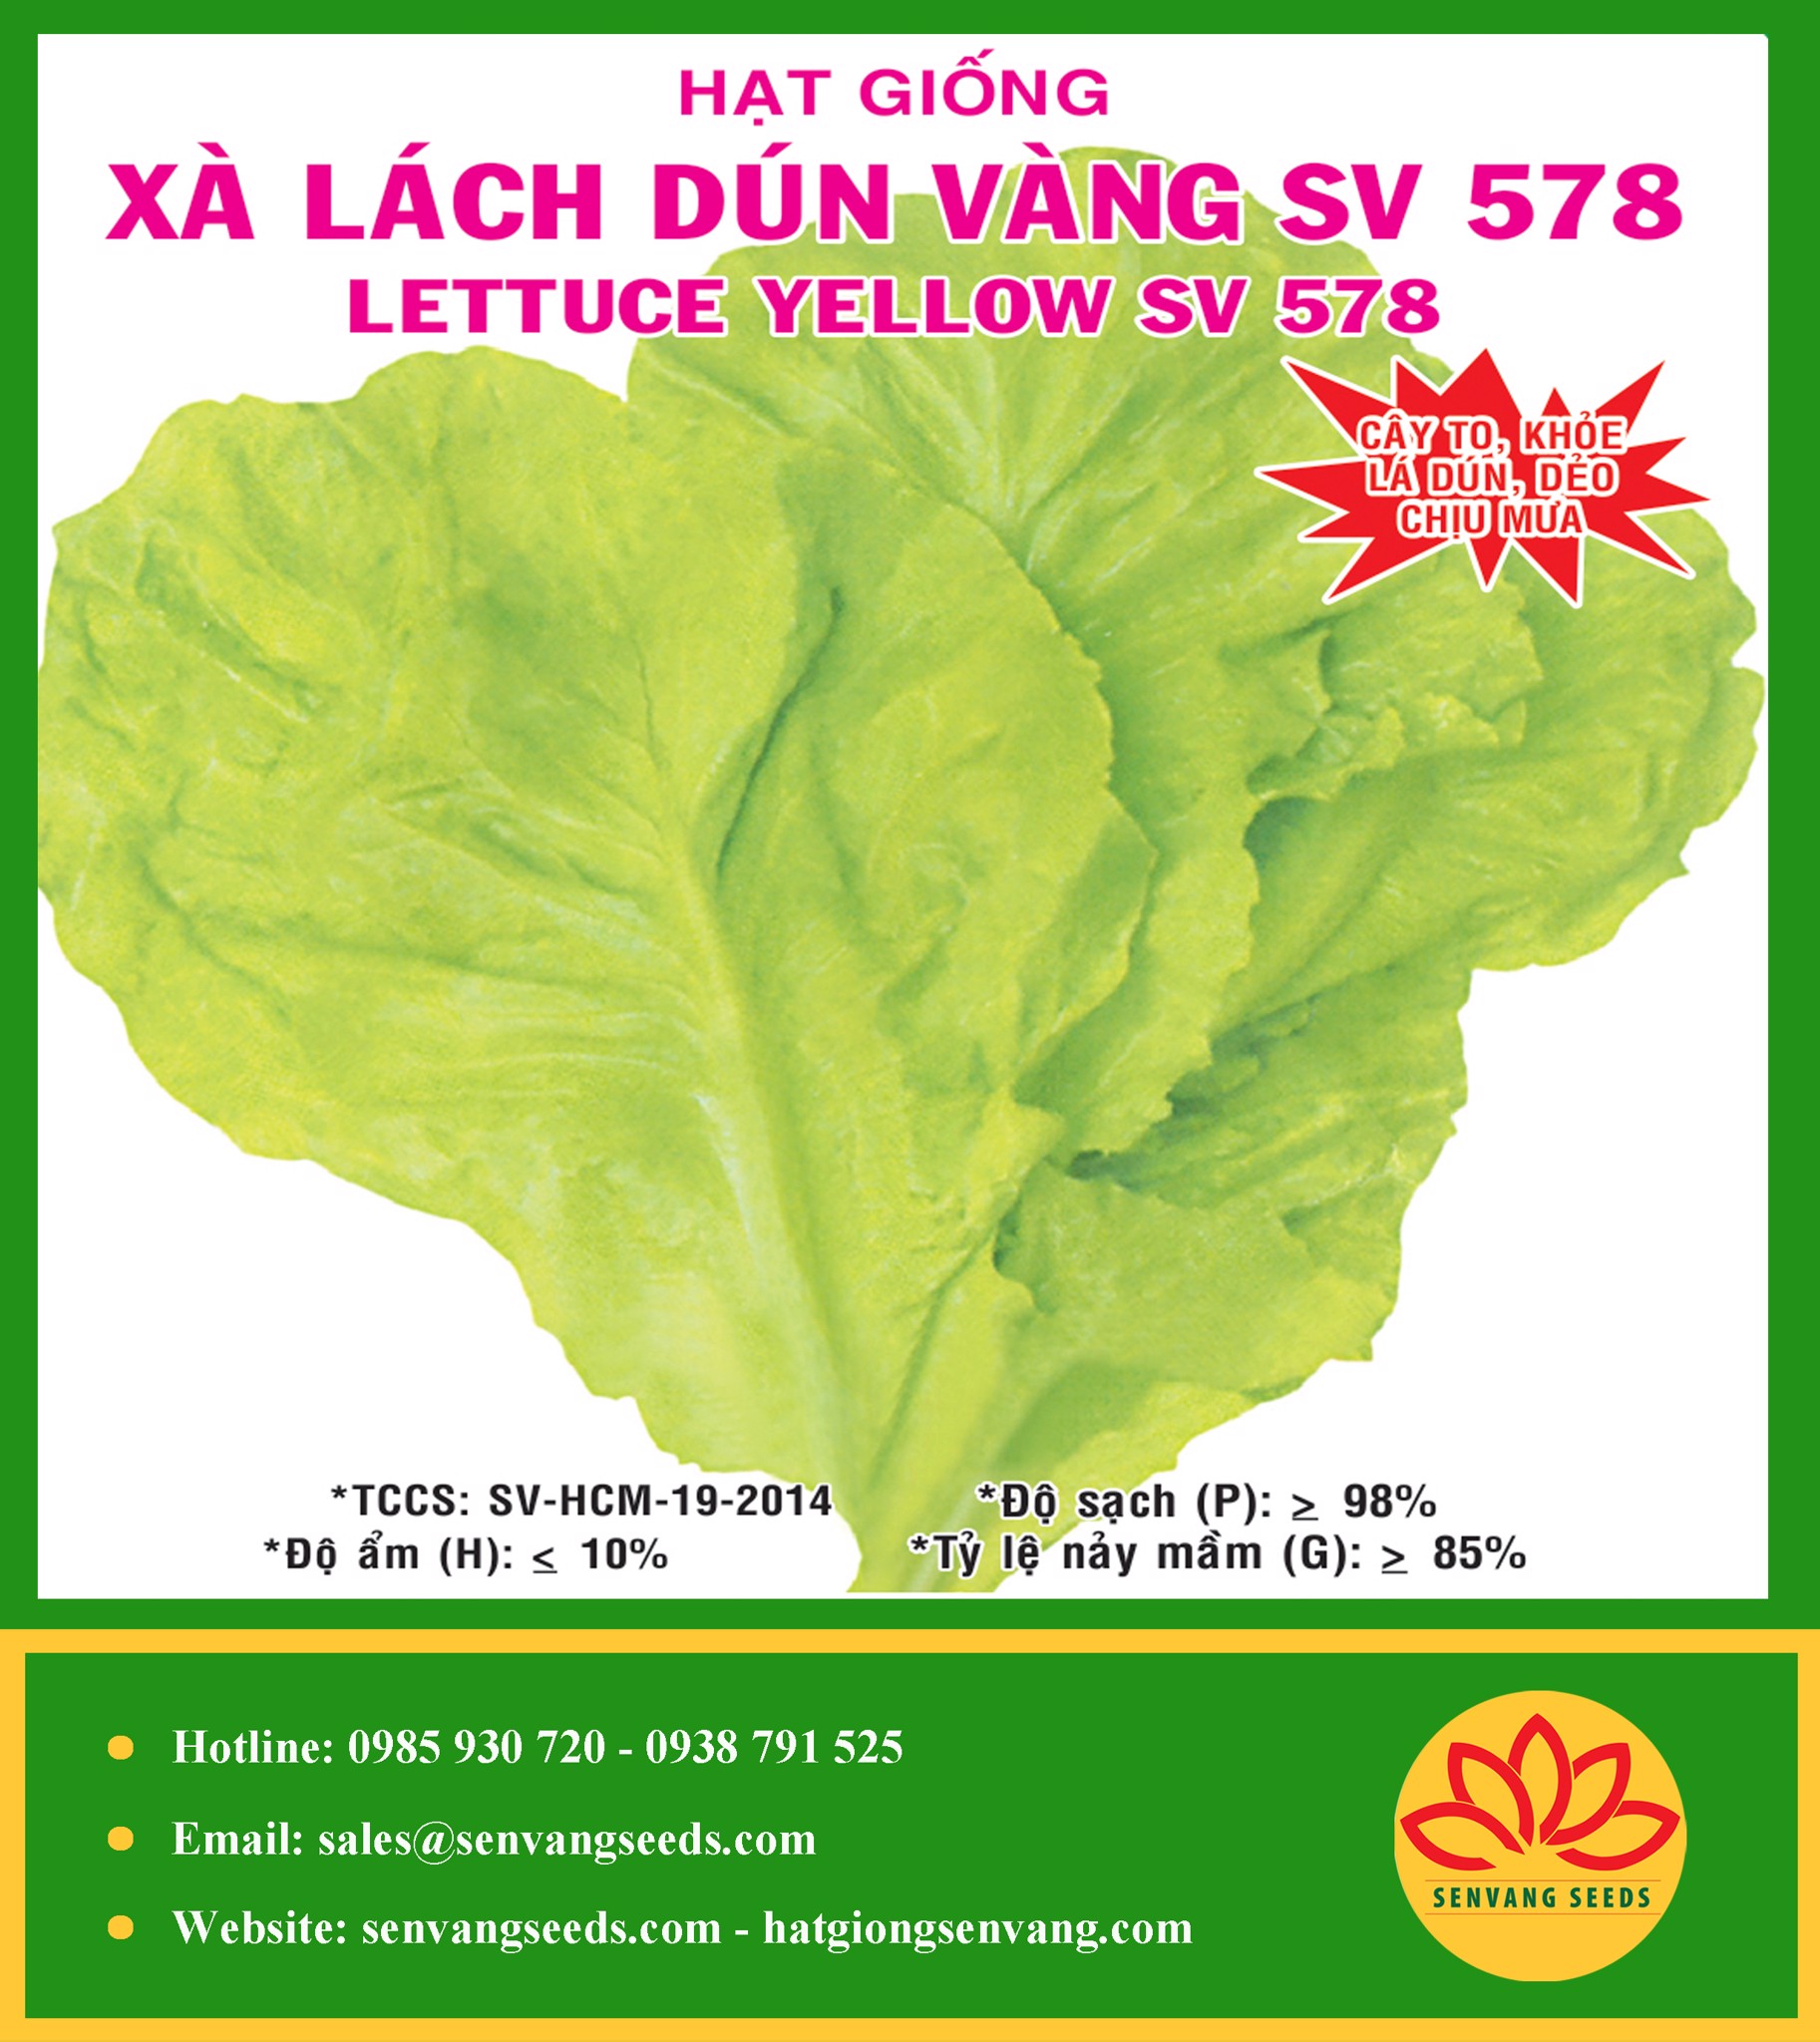 HẠT GIỐNG
XÀ LÁCH DÚN VÀNG SV 578
LETTUCE YELLOW SV 578
CÂY TO, KHỎE
LÁ DÚN, DẺO
CHỊU MƯA
*TCCS: SV-HCM-19-2014
*Độ sạch (P): ≥ 98%
*Độ ẩm (H): ≤ 10%
*Tỷ lệ nảy mầm (G): ≥ 85%
Hotline: 0985 930 720 - 0938 791 525
Email: sales@senvangseeds.com
Website: senvangseeds.com - hatgiongsenvang.com
SENVANG SEEDS